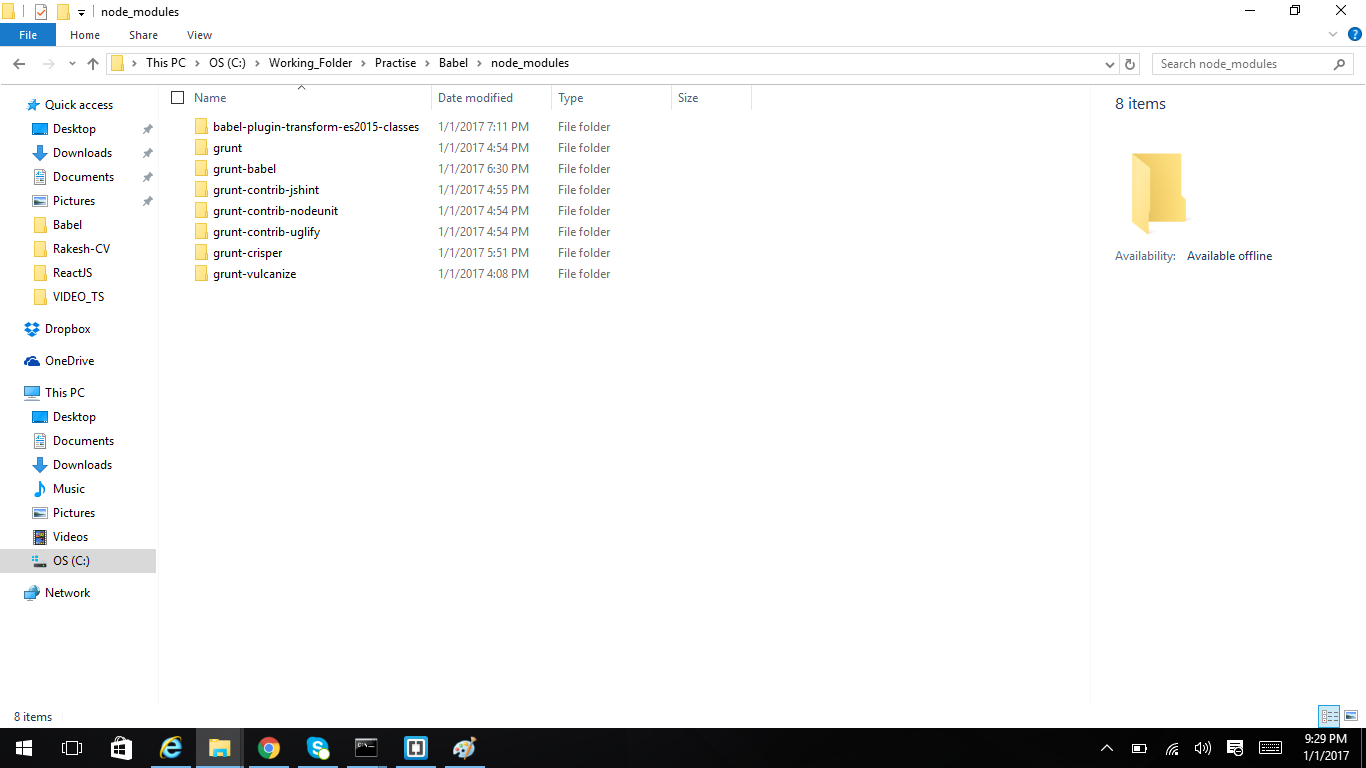 node_modules
File Home Share View
This PC OS (C:) Working_Folder Practise Babel node_modules
Search node_modules
Quick access
Desktop
Downloads
Documents
Pictures
Babel
Rakesh-CV
ReactJS
VIDEO_TS
Dropbox
OneDrive
This PC
Desktop
Documents
Downloads
Music
Pictures
Videos
OS (C:)
Network
Name Date modified Type Size
babel-plugin-transform-es2015-classes 1/1/2017 7:11 PM File folder
grunt 1/1/2017 4:54 PM File folder
grunt-babel 1/1/2017 6:30 PM File folder
grunt-contrib-jshint 1/1/2017 4:55 PM File folder
grunt-contrib-nodeunit 1/1/2017 4:54 PM File folder
grunt-contrib-uglify 1/1/2017 4:54 PM File folder
grunt-crisper 1/1/2017 5:51 PM File folder
grunt-vulcanize 1/1/2017 4:08 PM File folder
8 items
Availability: Available offline
8 items
9:29 PM
1/1/2017